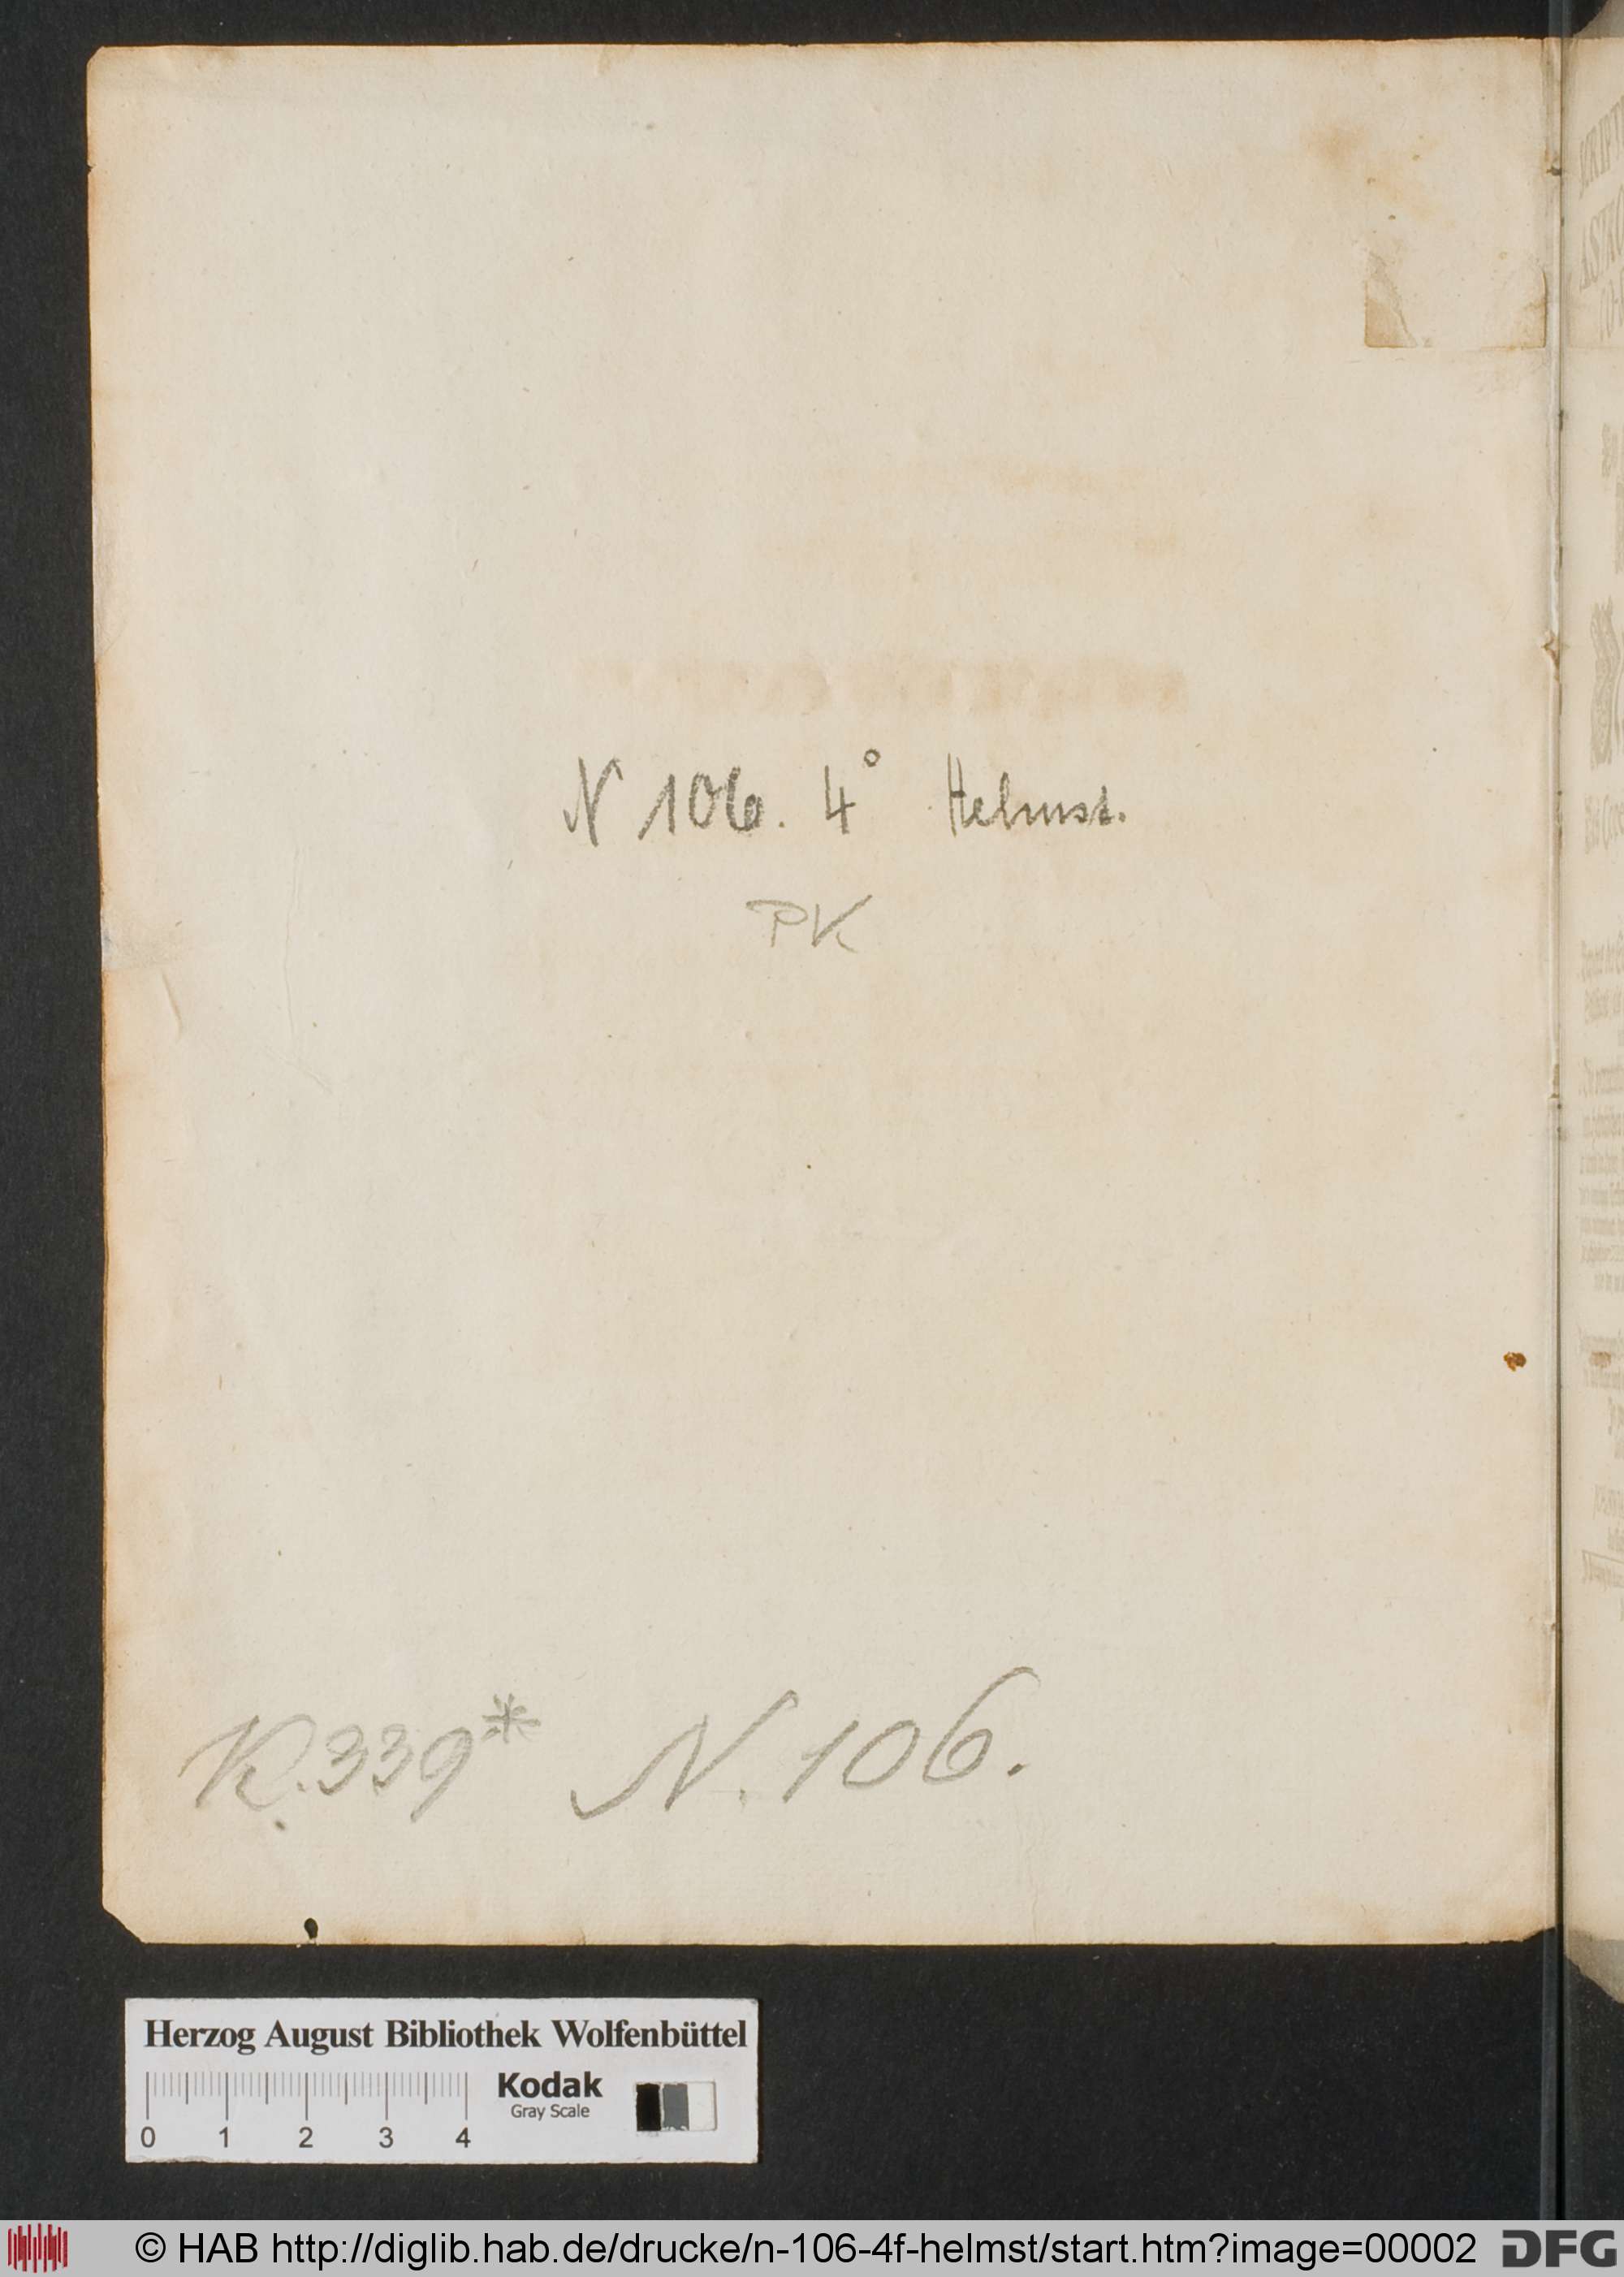 N 106. 4° Helmst.
PK
K. 339* N. 106.
Herzog August Bibliothek Wolfenbüttel
Kodak
Gray Scale
0 1 2 3 4
© HAB http://diglib.hab.de/drucke/n-106-4f-helmst/start.htm?image=00002
DFG